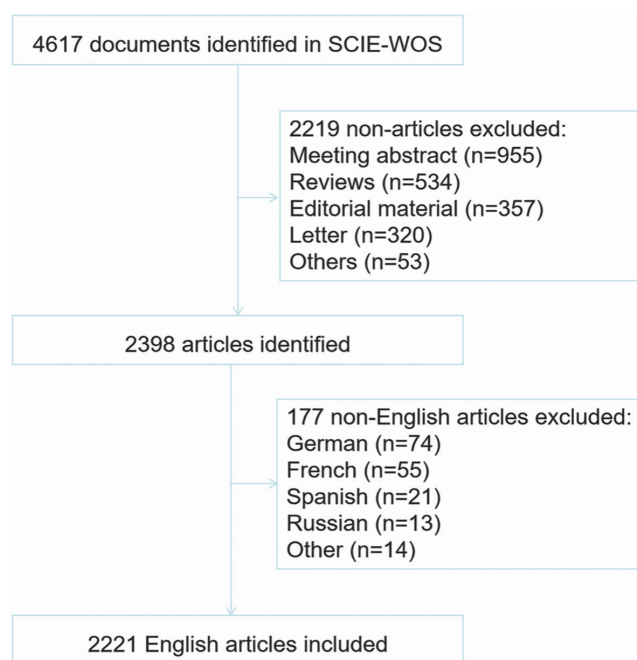 4617 documents identified in SCIE-WOS
2219 non-articles excluded:
Meeting abstract (n=955)
Reviews (n=534)
Editorial material (n=357)
Letter (n=320)
Others (n=53)
2398 articles identified
177 non-English articles excluded:
German (n=74)
French (n=55)
Spanish (n=21)
Russian (n=13)
Other (n=14)
2221 English articles included